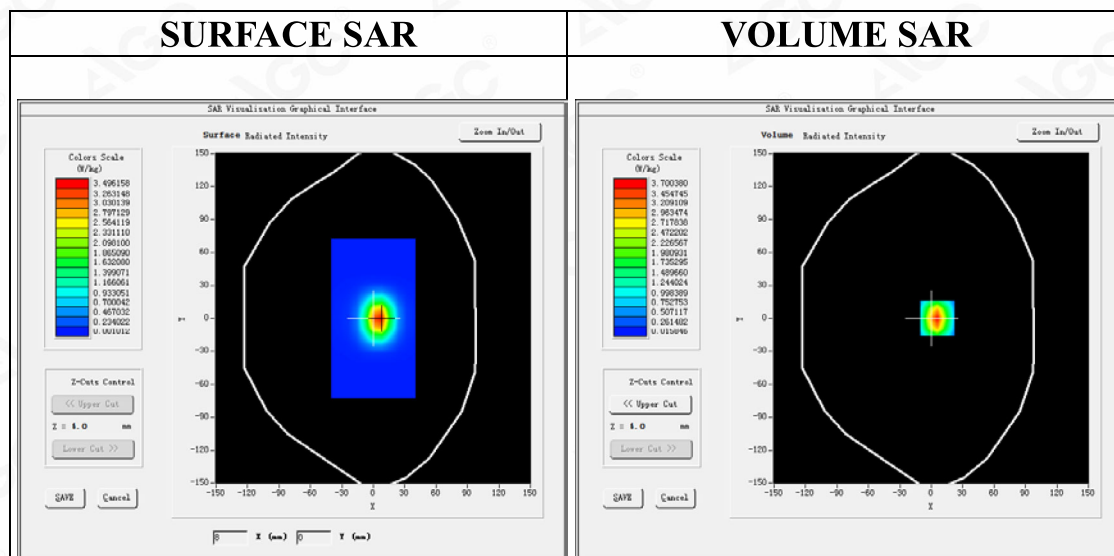 SURFACE SAR
VOLUME SAR
SAR Visualisation Graphical Interface
Surface Radiated Intensity
Zoom In/Out
Colors Scale
(W/kg)
3.496158
3.263148
3.030139
2.797129
2.564119
2.331110
2.098100
1.865090
1.632080
1.399071
1.166061
0.933051
0.700042
0.467032
0.234022
0.001012
150
120
90
60
30
0
-30
-60
-90
-120
-150
Y
-150 -120 -90 -60 -30 0 30 60 90 120 150
X
Z-Cuts Control
<< Upper Cut
Z = 4.0 mm
Lower Cut >>
SAVE Cancel
8 X (mm) 0 Y (mm)
SAR Visualisation Graphical Interface
Volume Radiated Intensity
Zoom In/Out
Colors Scale
(W/kg)
3.700380
3.454745
3.209109
2.963474
2.717838
2.472202
2.226567
1.980931
1.735295
1.489660
1.244024
0.998389
0.752753
0.507117
0.261482
0.015846
150
120
90
60
30
0
-30
-60
-90
-120
-150
Y
-150 -120 -90 -60 -30 0 30 60 90 120 150
X
Z-Cuts Control
<< Upper Cut
Z = 4.0 mm
Lower Cut >>
SAVE Cancel